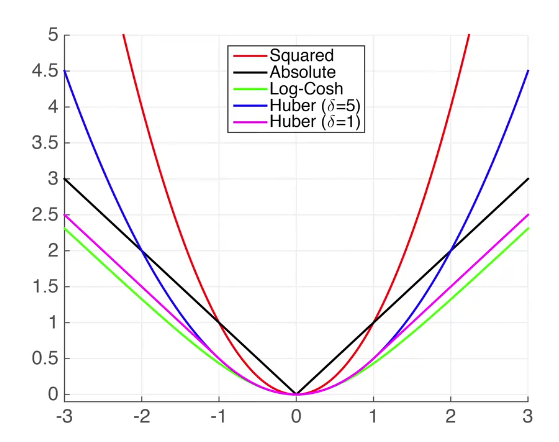 5
4.5
4
3.5
3
2.5
2
1.5
1
0.5
0
-3 -2 -1 0 1 2 3
Squared
Absolute
Log-Cosh
Huber (δ=5)
Huber (δ=1)